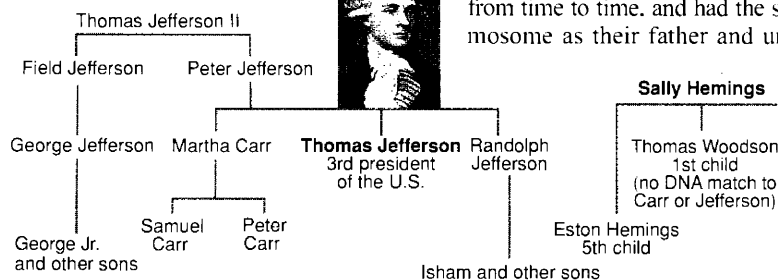 from time to time, and had the s
mosome as their father and un
Thomas Jefferson II
Field Jefferson
Peter Jefferson
George Jefferson
Martha Carr
Thomas Jefferson
3rd president
of the U.S.
Randolph
Jefferson
Samuel
Carr
Peter
Carr
George Jr.
and other sons
Isham and other sons
Sally Hemings
Thomas Woodson
1st child
(no DNA match to
Carr or Jefferson)
Eston Hemings
5th child